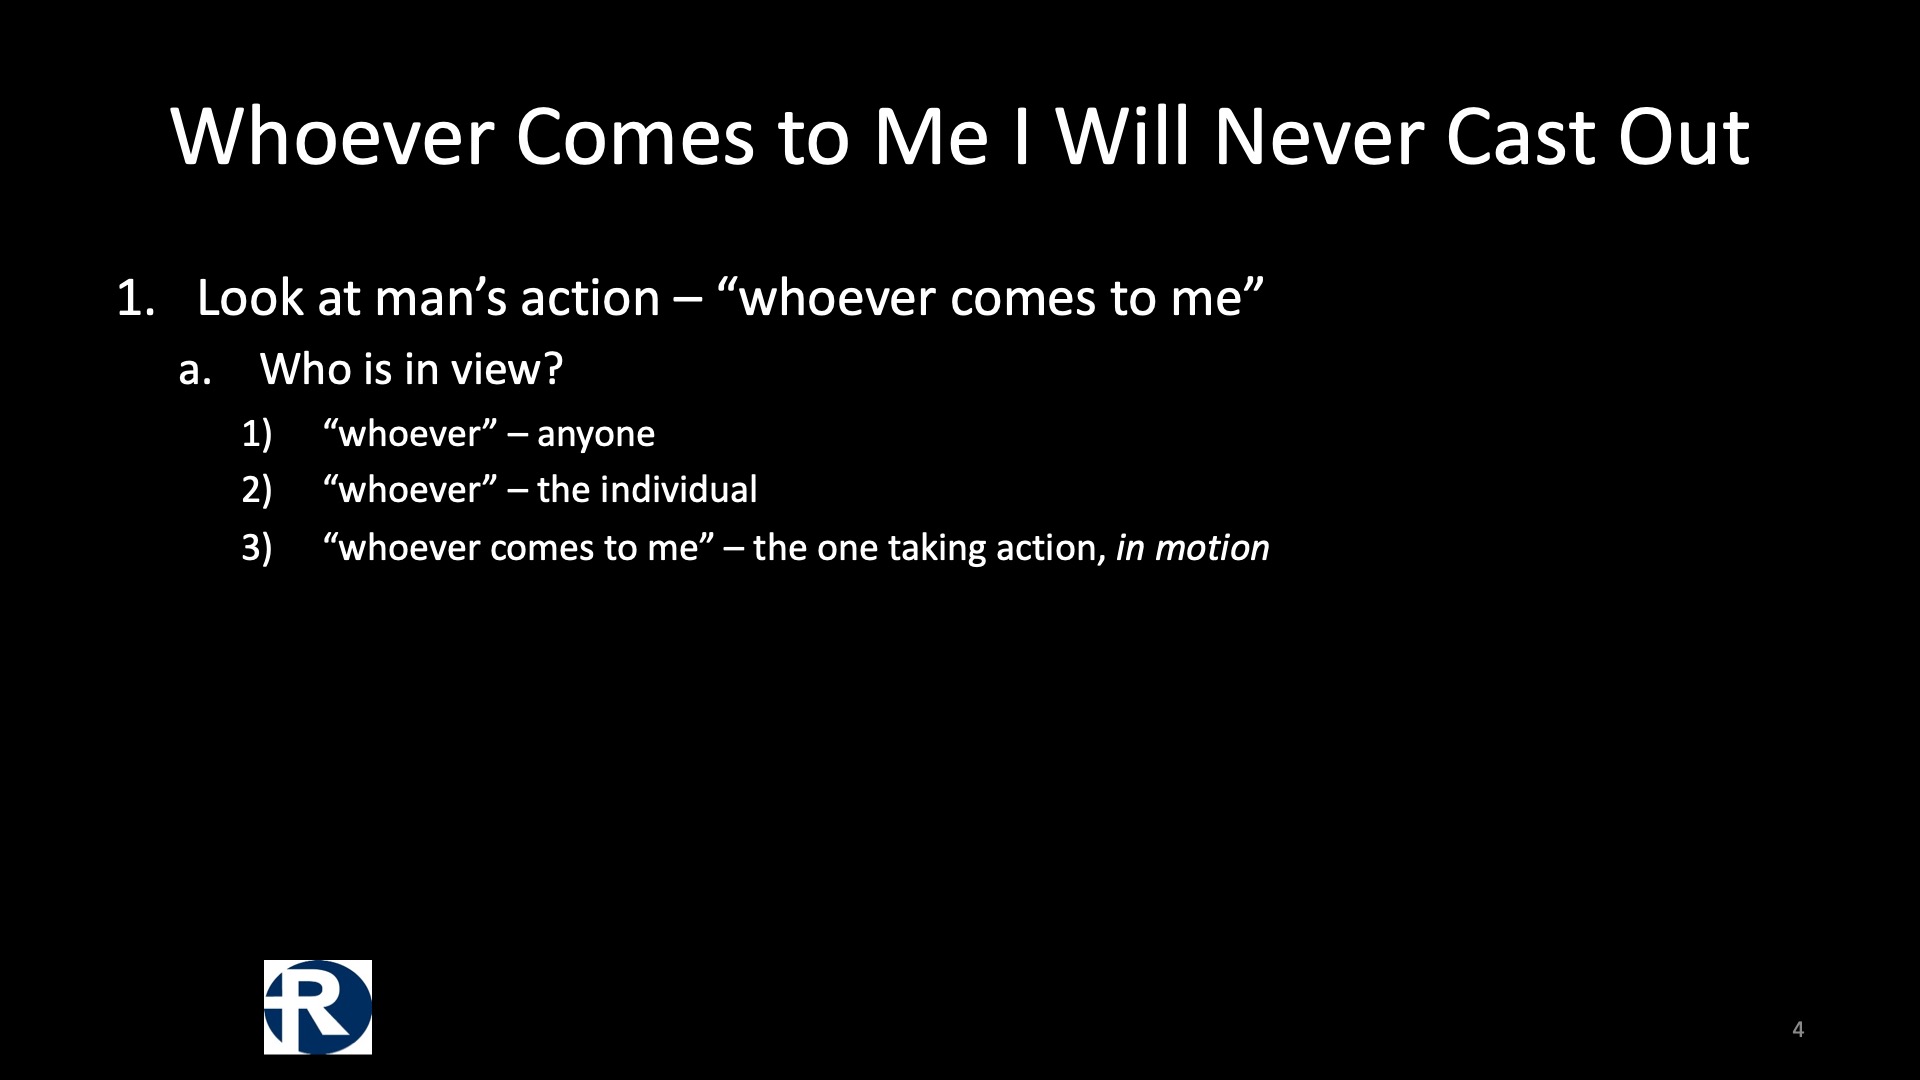 Whoever Comes to Me I Will Never Cast Out
1. Look at man’s action – “whoever comes to me”
a. Who is in view?
1) “whoever” – anyone
2) “whoever” – the individual
3) “whoever comes to me” – the one taking action, in motion
R
4